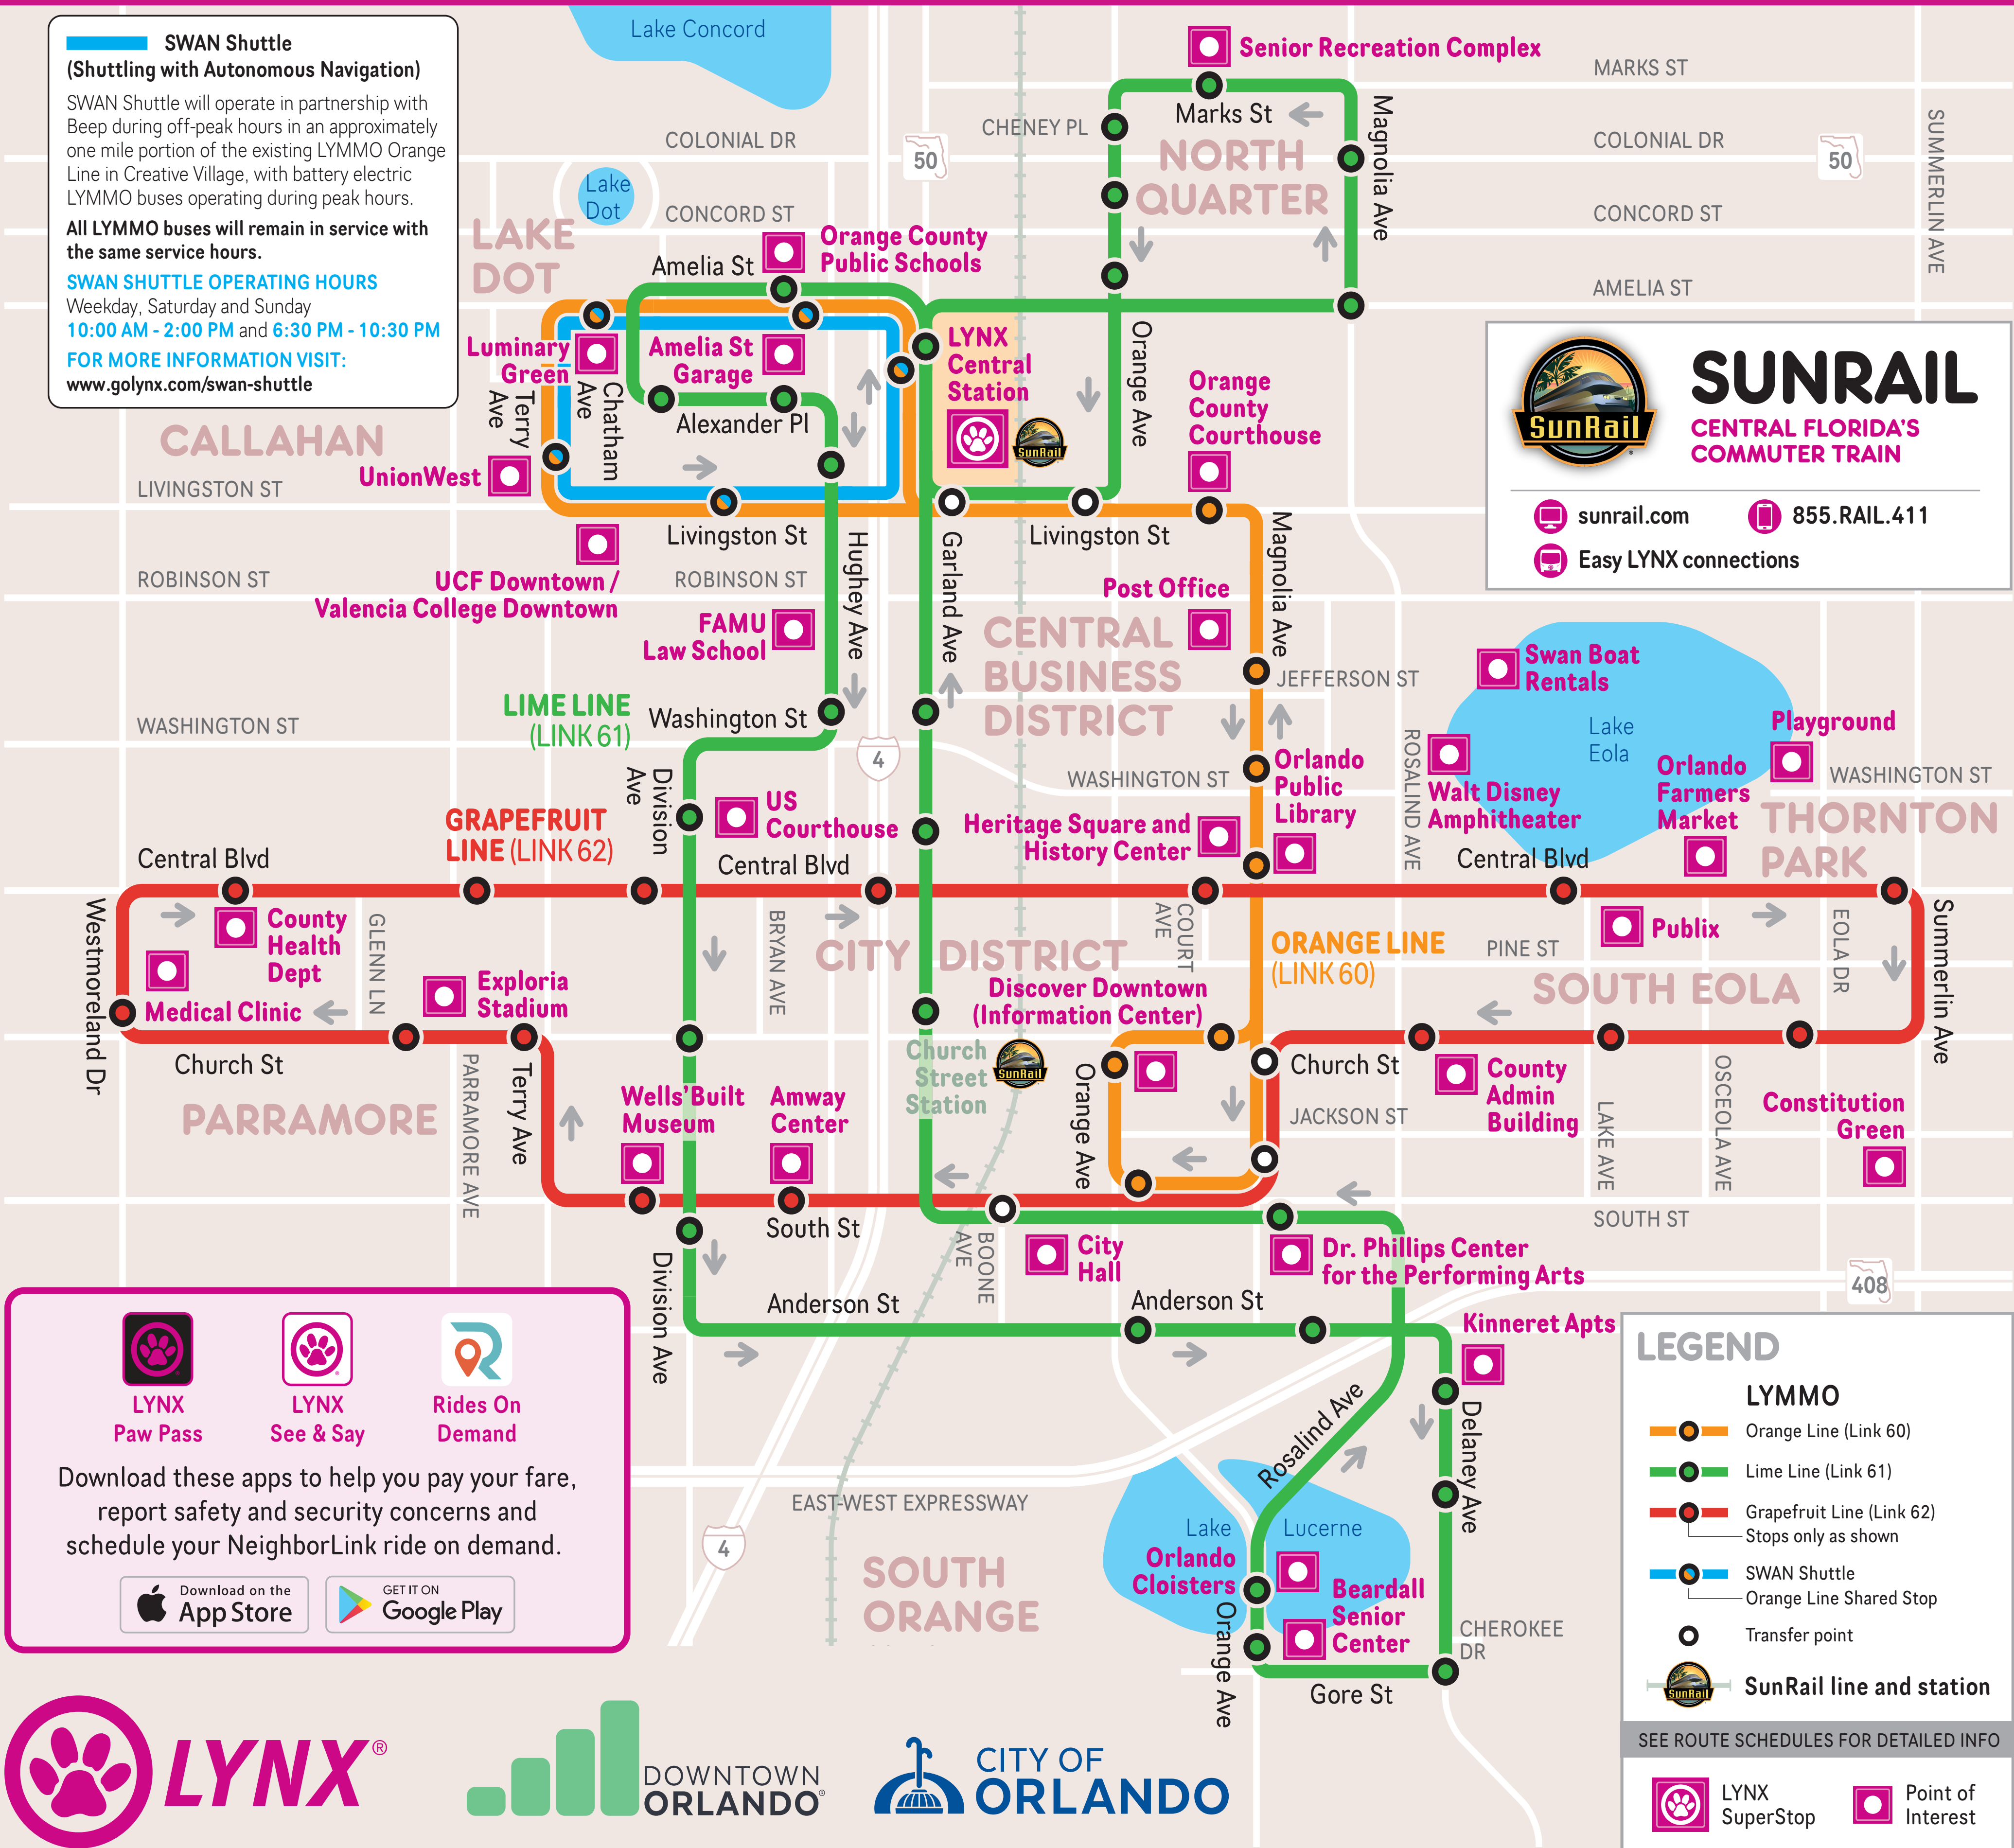 SWAN Shuttle
(Shuttling with Autonomous Navigation)
SWAN Shuttle will operate in partnership with
Beep during off-peak hours in an approximately
one mile portion of the existing LYMMO Orange
Line in Creative Village, with battery electric
LYMMO buses operating during peak hours.
All LYMMO buses will remain in service with
the same service hours.
SWAN SHUTTLE OPERATING HOURS
Weekday, Saturday and Sunday
10:00 AM - 2:00 PM and 6:30 PM - 10:30 PM
FOR MORE INFORMATION VISIT:
www.golynx.com/swan-shuttle
Lake Concord
Senior Recreation Complex
MARKS ST
Marks St
CHENEY PL
Magnolia Ave
COLONIAL DR
50
NORTH
QUARTER
COLONIAL DR
50
SUMMERLIN AVE
Lake
Dot
CONCORD ST
CONCORD ST
LAKE
DOT
Orange County
Public Schools
Amelia St
AMELIA ST
Luminary
Green
Amelia St
Garage
LYNX
Central
Station
SunRail
Orange Ave
Orange
County
Courthouse
Terry
Ave
Chatham
Ave
Alexander Pl
CALLAHAN
UnionWest
LIVINGSTON ST
Livingston St
Livingston St
SunRail
SUNRAIL
CENTRAL FLORIDA'S
COMMUTER TRAIN
sunrail.com
855.RAIL.411
Easy LYNX connections
UCF Downtown /
Valencia College Downtown
ROBINSON ST
ROBINSON ST
Hughey Ave
Garland Ave
Magnolia Ave
Post Office
FAMU
Law School
CENTRAL
BUSINESS
DISTRICT
JEFFERSON ST
Swan Boat
Rentals
Lake
Eola
Playground
LIME LINE
(LINK 61)
Washington St
WASHINGTON ST
4
WASHINGTON ST
Orlando
Public
Library
ROSALIND AVE
Walt Disney
Amphitheater
Orlando
Farmers
Market
WASHINGTON ST
THORNTON
PARK
Division
Ave
US
Courthouse
GRAPEFRUIT
LINE (LINK 62)
Heritage Square and
History Center
Central Blvd
Central Blvd
Central Blvd
Westmoreland Dr
County
Health
Dept
GLENN LN
Medical Clinic
Exploria
Stadium
BRYAN AVE
CITY DISTRICT
COURT
AVE
ORANGE LINE
(LINK 60)
PINE ST
Publix
SOUTH EOLA
EOLA DR
Summerlin Ave
Discover Downtown
(Information Center)
Church St
PARRAMORE
PARRAMORE AVE
Terry Ave
Wells' Built
Museum
Amway
Center
Church
Street
Station
SunRail
Orange Ave
Church St
JACKSON ST
County
Admin
Building
LAKE AVE
OSCEOLA AVE
Constitution
Green
South St
SOUTH ST
BOONE
AVE
City
Hall
Dr. Phillips Center
for the Performing Arts
408
Division Ave
Anderson St
Anderson St
Kinneret Apts
Delaney Ave
Rosalind Ave
EAST-WEST EXPRESSWAY
4
SOUTH
ORANGE
Lake
Lucerne
Orlando
Cloisters
Beardall
Senior
Center
Orange Ave
CHEROKEE
DR
Gore St
LYNX
Paw Pass
LYNX
See & Say
Rides On
Demand
Download these apps to help you pay your fare,
report safety and security concerns and
schedule your NeighborLink ride on demand.
Download on the
App Store
GET IT ON
Google Play
LEGEND
LYMMO
Orange Line (Link 60)
Lime Line (Link 61)
Grapefruit Line (Link 62)
Stops only as shown
SWAN Shuttle
Orange Line Shared Stop
Transfer point
SunRail
SunRail line and station
SEE ROUTE SCHEDULES FOR DETAILED INFO
LYNX
SuperStop
Point of
Interest
LYNX®
DOWNTOWN
ORLANDO®
CITY OF
ORLANDO